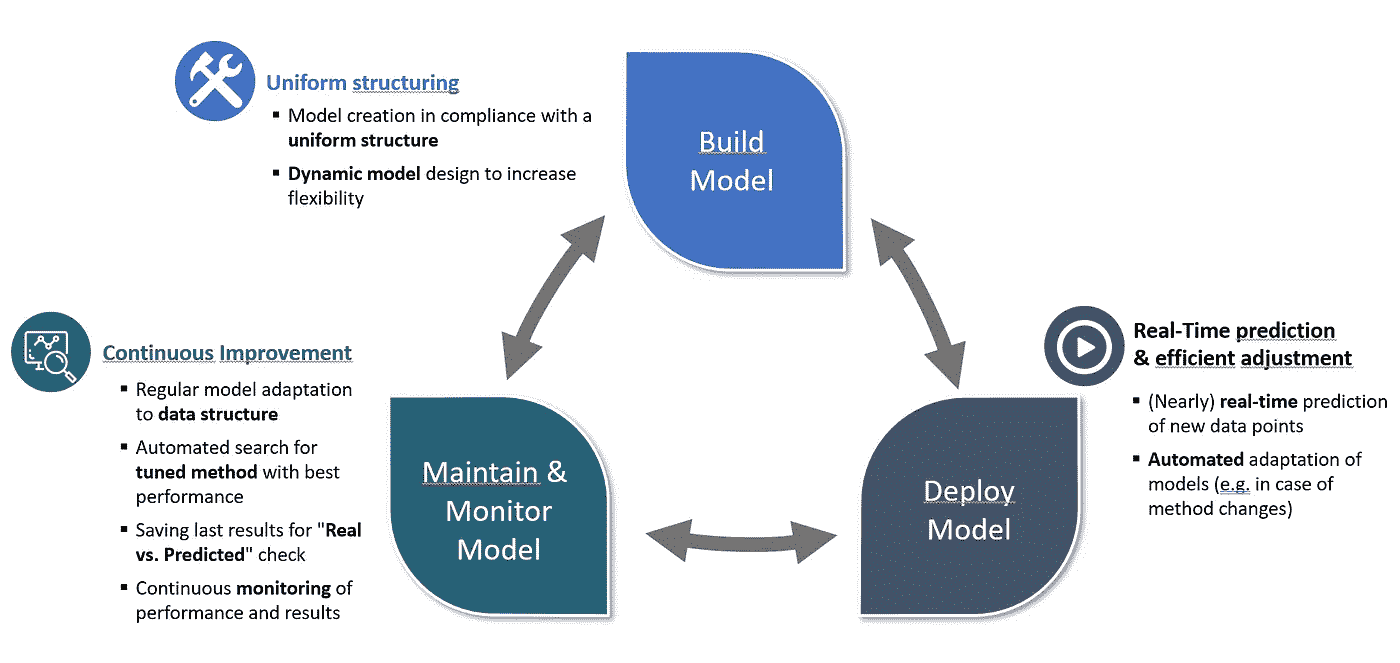 Uniform structuring
▪ Model creation in compliance with a
uniform structure
▪ Dynamic model design to increase
flexibility
Build
Model
Continuous Improvement
▪ Regular model adaptation
to data structure
▪ Automated search for
tuned method with best
performance
▪ Saving last results for "Real
vs. Predicted" check
▪ Continuous monitoring of
performance and results
Maintain &
Monitor
Model
Deploy
Model
Real-Time prediction
& efficient adjustment
▪ (Nearly) real-time prediction
of new data points
▪ Automated adaptation of
models (e.g. in case of
method changes)